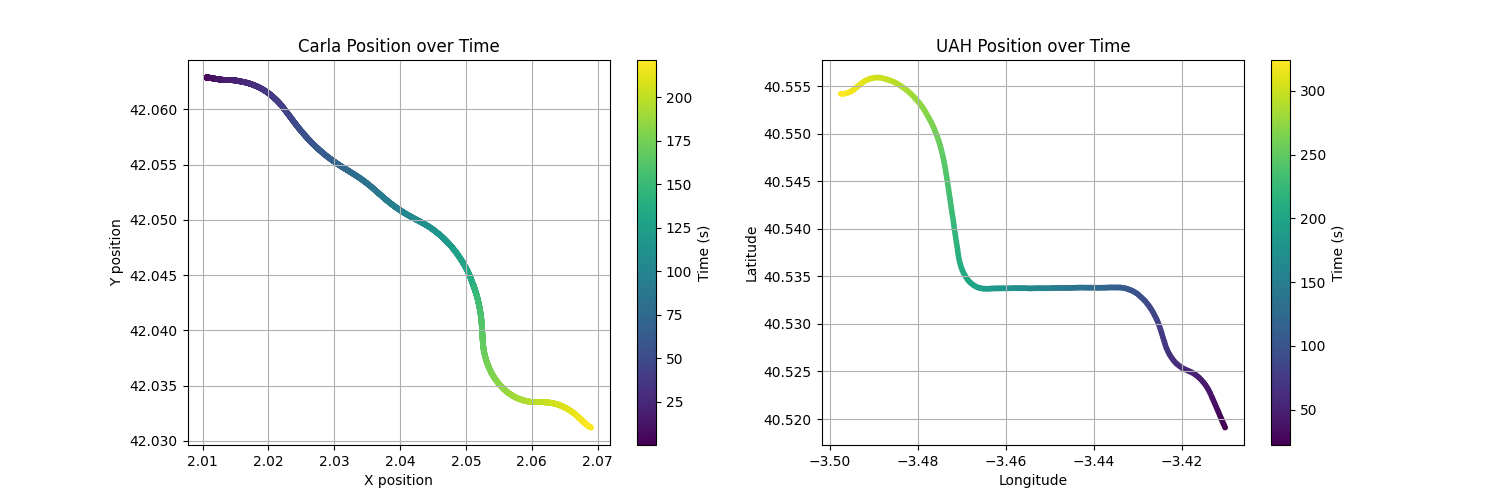 Carla Position over Time
42.060
42.055
42.050
42.045
42.040
42.035
42.030
Y position
2.01 2.02 2.03 2.04 2.05 2.06 2.07
X position
200
175
150
125
100
75
50
25
Time (s)
UAH Position over Time
40.555
40.550
40.545
40.540
40.535
40.530
40.525
40.520
Latitude
−3.50 −3.48 −3.46 −3.44 −3.42
Longitude
300
250
200
150
100
50
Time (s)